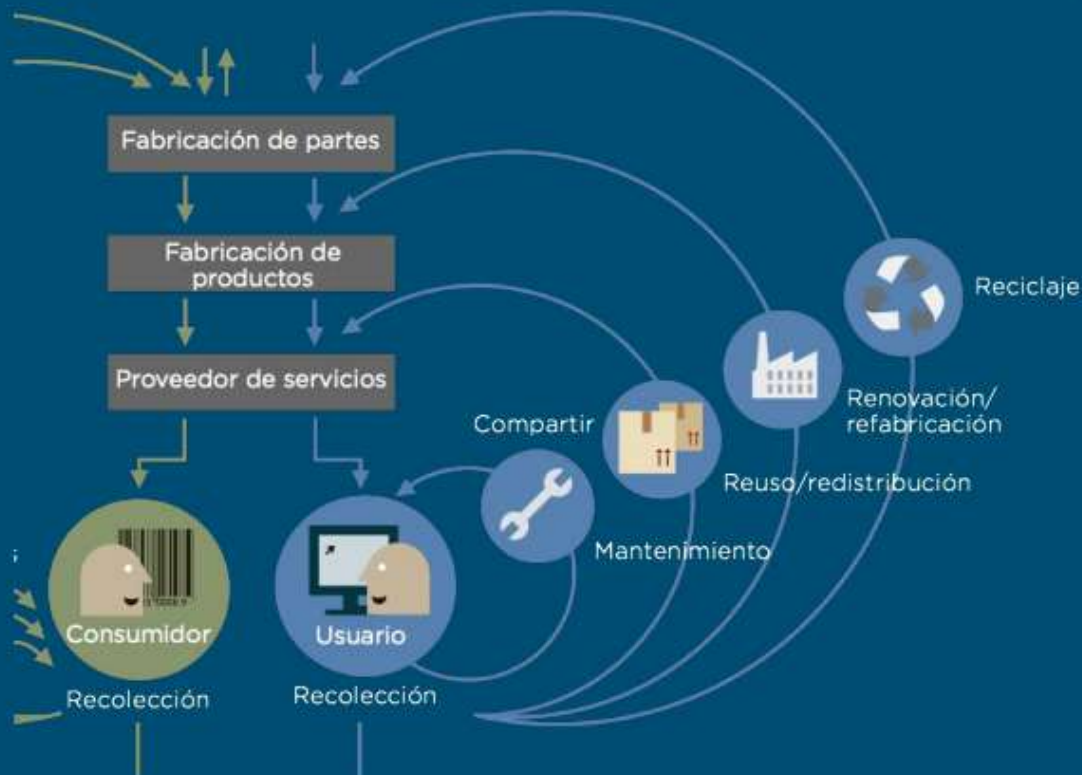 Fabricación de partes
Fabricación de
productos
Proveedor de servicios
Reciclaje
Renovación/
refabricación
Compartir
Reuso/redistribución
Mantenimiento
s
Consumidor
Usuario
Recolección
Recolección